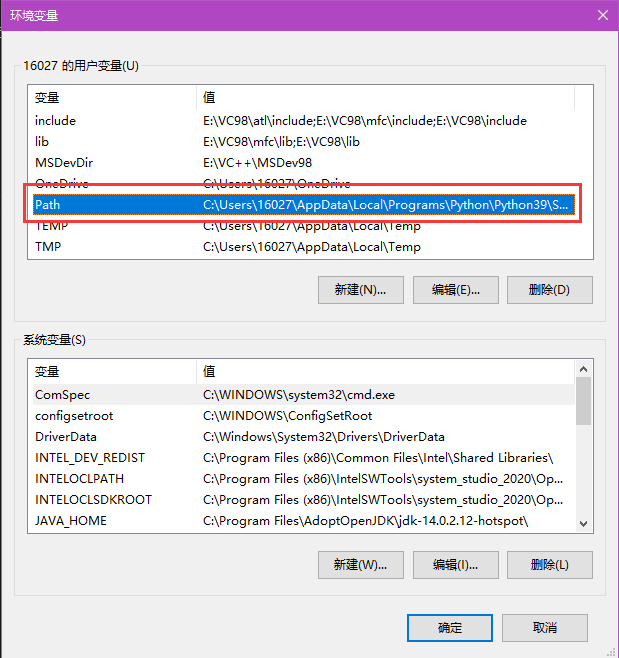 环境变量
16027 的用户变量(U)
变量 值
include E:\VC98\atl\include;E:\VC98\mfc\include;E:\VC98\include
lib E:\VC98\mfc\lib;E:\VC98\lib
MSDevDir E:\VC++\MSDev98
OneDrive C:\Users\16027\OneDrive
Path C:\Users\16027\AppData\Local\Programs\Python\Python39\S...
TEMP C:\Users\16027\AppData\Local\Temp
TMP C:\Users\16027\AppData\Local\Temp
新建(N)... 编辑(E)... 删除(D)
系统变量(S)
变量 值
ComSpec C:\WINDOWS\system32\cmd.exe
configsetroot C:\WINDOWS\ConfigSetRoot
DriverData C:\Windows\System32\Drivers\DriverData
INTEL_DEV_REDIST C:\Program Files (x86)\Common Files\Intel\Shared Libraries\
INTELOCLPATH C:\Program Files (x86)\IntelSWTools\system_studio_2020\Op...
INTELOCLSDKROOT C:\Program Files (x86)\IntelSWTools\system_studio_2020\Op...
JAVA_HOME C:\Program Files\AdoptOpenJDK\jdk-14.0.2.12-hotspot\
新建(W)... 编辑(I)... 删除(L)
确定 取消